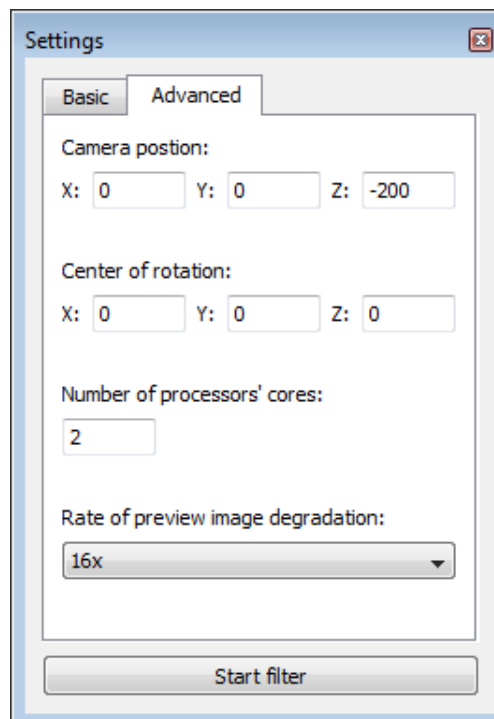 Settings
Basic Advanced
Camera postion:
X: 0 Y: 0 Z: -200
Center of rotation:
X: 0 Y: 0 Z: 0
Number of processors' cores:
2
Rate of preview image degradation:
16x
Start filter